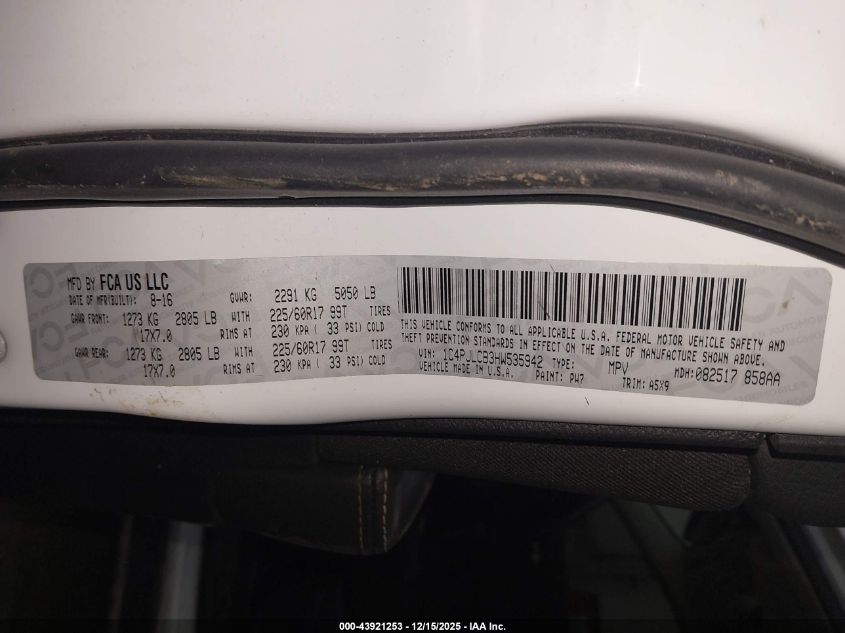 MFD BY FCA US LLC
DATE OF MFR(BUILT): 8-16 GVWR: 2291 KG 5050 LB
GAWR FRONT: 1273 KG 2805 LB WITH 225/60R17 99T TIRES
17X7.0 RIMS AT 230 KPA ( 33 PSI) COLD
GAWR REAR: 1273 KG 2805 LB WITH 225/60R17 99T TIRES
17X7.0 RIMS AT 230 KPA ( 33 PSI) COLD
THIS VEHICLE CONFORMS TO ALL APPLICABLE U.S.A. FEDERAL MOTOR VEHICLE SAFETY AND
THEFT PREVENTION STANDARDS IN EFFECT ON THE DATE OF MANUFACTURE SHOWN ABOVE.
VIN: 1C4PJLCB3HW535942 TYPE: MPV MDH: 082517 858AA
VEHICLE MADE IN U.S.A. PAINT: PW7 TRIM: A5X9
000-43921253 - 12/15/2025 - IAA Inc.